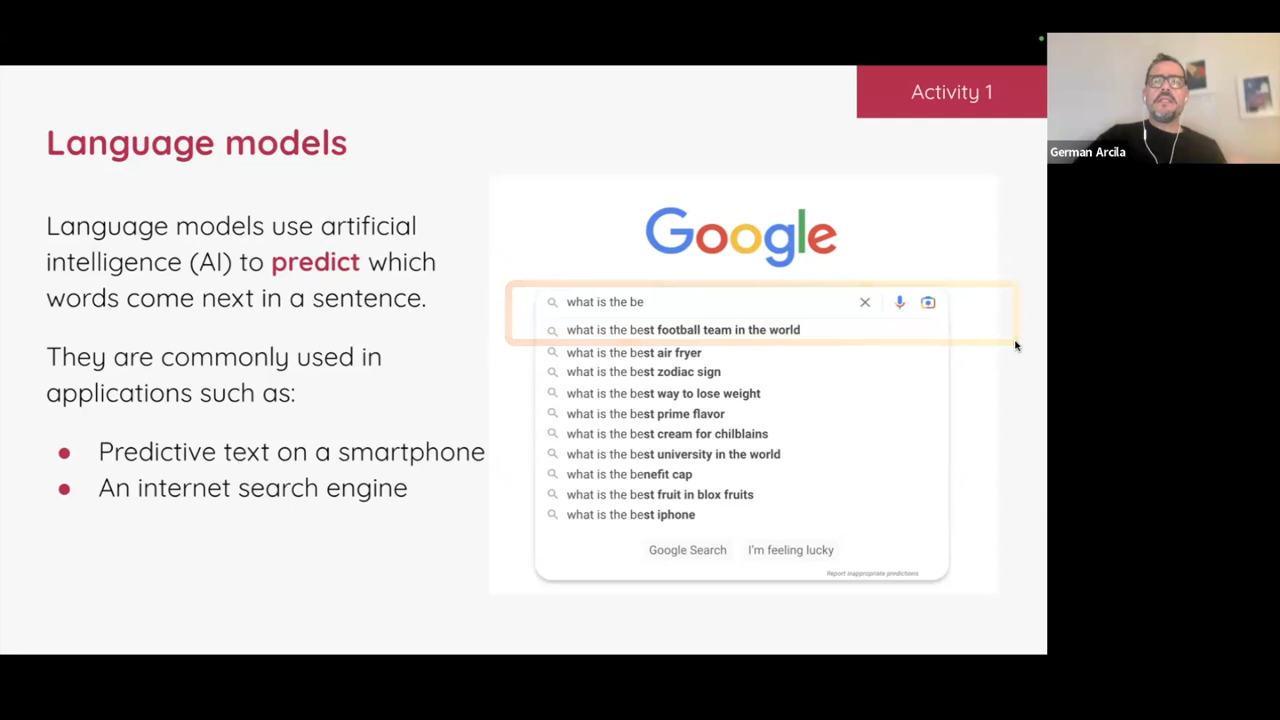 Activity 1
Language models
Language models use artificial
intelligence (AI) to predict which
words come next in a sentence.
They are commonly used in
applications such as:
● Predictive text on a smartphone
● An internet search engine
Google
what is the be
what is the best football team in the world
what is the best air fryer
what is the best zodiac sign
what is the best way to lose weight
what is the best prime flavor
what is the best cream for chilblains
what is the best university in the world
what is the benefit cap
what is the best fruit in blox fruits
what is the best iphone
Google Search I'm feeling lucky
Report inappropriate predictions
German Arcila